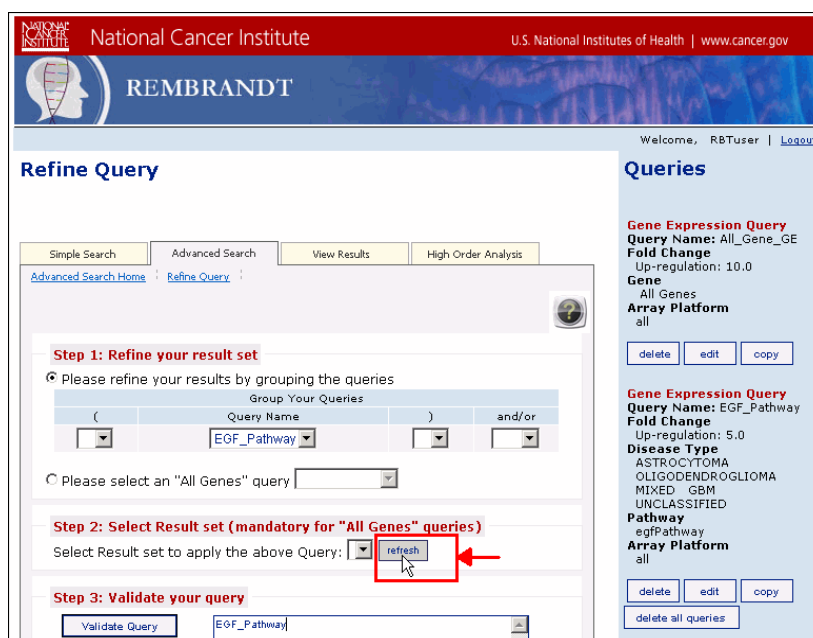 NATIONAL
CANCER
INSTITUTE
National Cancer Institute
U.S. National Institutes of Health | www.cancer.gov
REMBRANDT
Welcome, RBTuser | Logou
Refine Query
Simple Search
Advanced Search
View Results
High Order Analysis
Advanced Search Home
Refine Query
?
Step 1: Refine your result set
Please refine your results by grouping the queries
Group Your Queries
( Query Name ) and/or
EGF_Pathway
Please select an "All Genes" query
Step 2: Select Result set (mandatory for "All Genes" queries)
Select Result set to apply the above Query: refresh
Step 3: Validate your query
Validate Query EGF_Pathway
Queries
Gene Expression Query
Query Name: All_Gene_GE
Fold Change
Up-regulation: 10.0
Gene
All Genes
Array Platform
all
delete edit copy
Gene Expression Query
Query Name: EGF_Pathway
Fold Change
Up-regulation: 5.0
Disease Type
ASTROCYTOMA
OLIGODENDROGLIOMA
MIXED GBM
UNCLASSIFIED
Pathway
egfPathway
Array Platform
all
delete edit copy
delete all queries